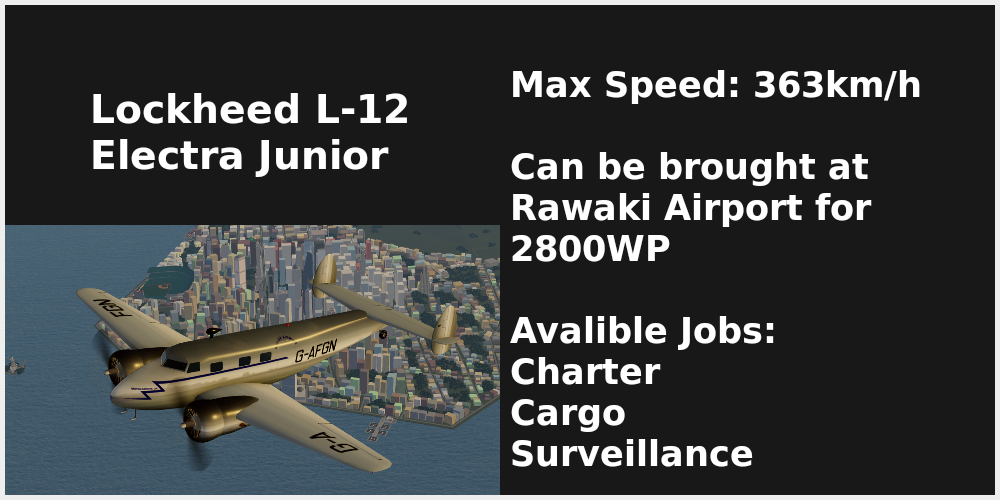 Lockheed L-12
Electra Junior
Max Speed: 363km/h
Can be brought at
Rawaki Airport for
2800WP
Avalible Jobs:
Charter
Cargo
Surveillance
FGN
G-AFGN
G-A